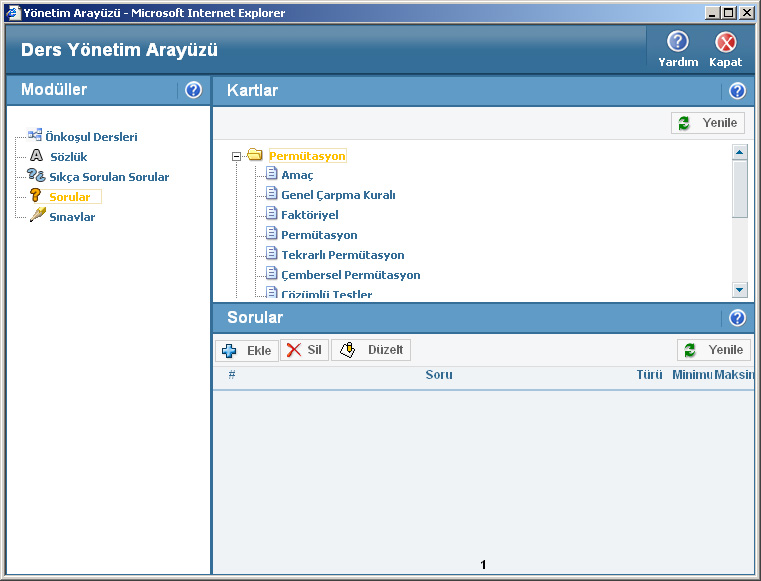 Yönetim Arayüzü - Microsoft Internet Explorer
Ders Yönetim Arayüzü
Yardım
Kapat
Modüller
Önkoşul Dersleri
Sözlük
Sıkça Sorulan Sorular
Sorular
Sınavlar
Kartlar
Yenile
Permütasyon
Amaç
Genel Çarpma Kuralı
Faktöriyel
Permütasyon
Tekrarlı Permütasyon
Çembersel Permütasyon
Çözümlü Testler
Sorular
Ekle Sil Düzelt Yenile
# Soru Türü Minimu Maksin
1